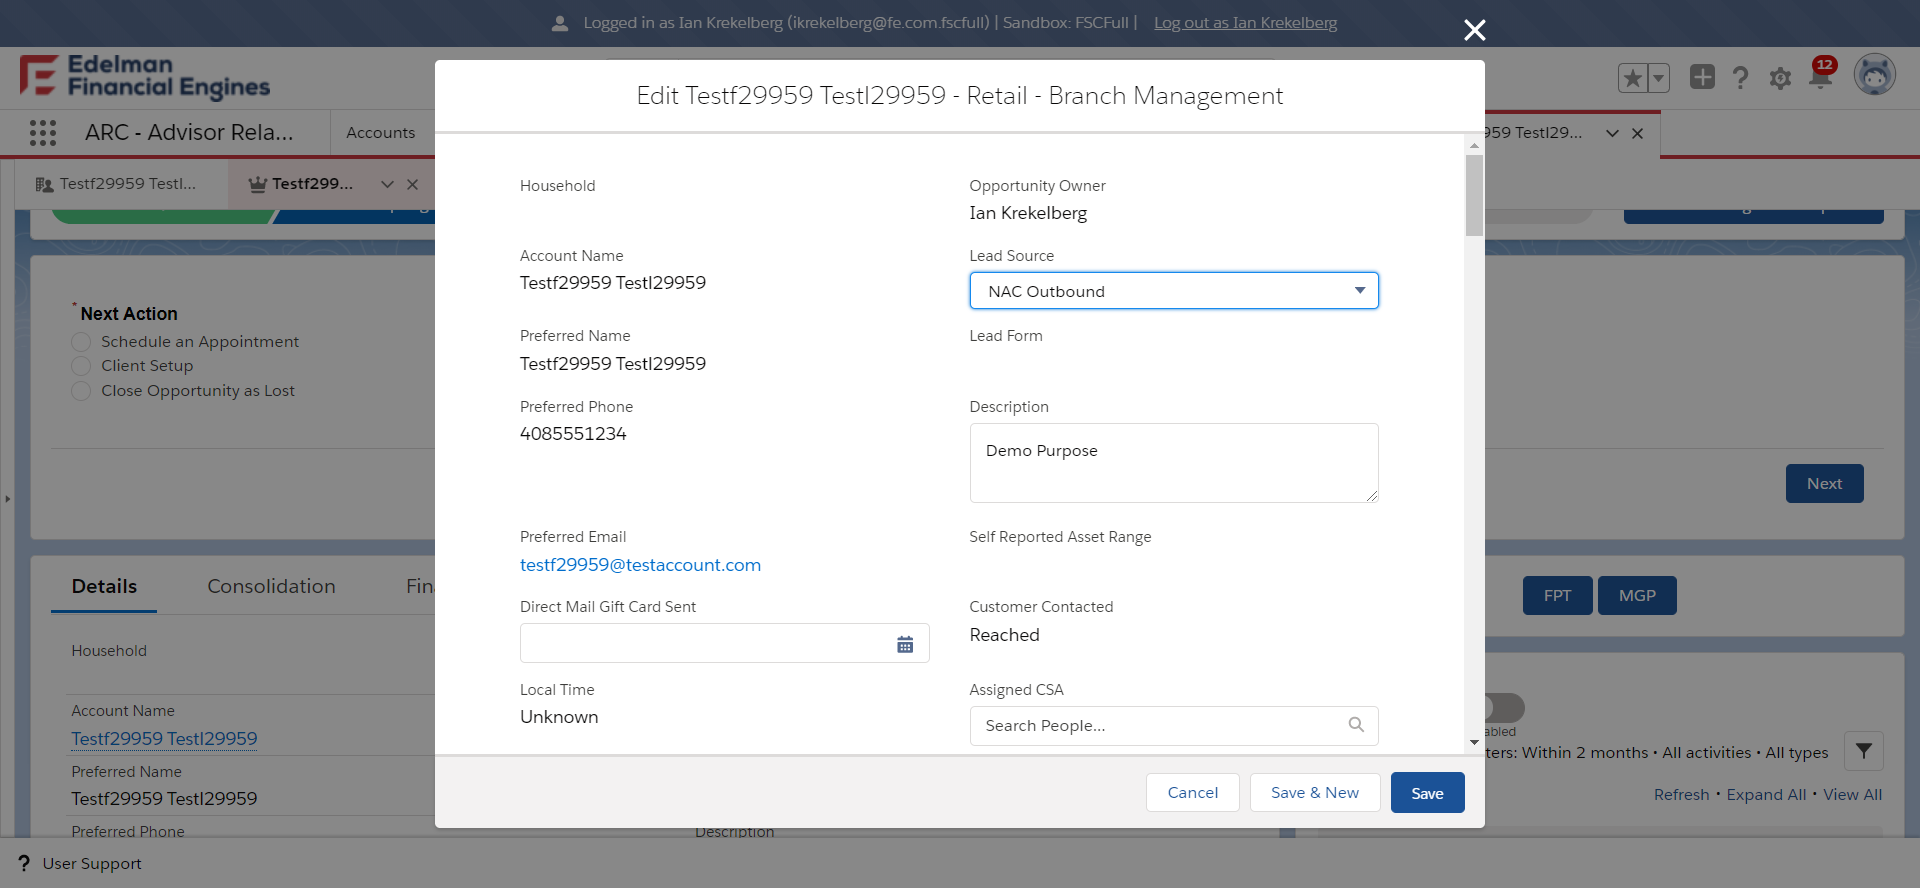 Logged in as Ian Krekelberg (ikrekelberg@fe.com.fscfull) | Sandbox: FSCFull | Log out as Ian Krekelberg
Edelman
Financial Engines
12
ARC - Advisor Rela...
Accounts
959 Testl29...
Testf29959 Testl...
Testf299...
Edit Testf29959 Testl29959 - Retail - Branch Management
Household
Opportunity Owner
Ian Krekelberg
Account Name
Testf29959 Testl29959
Lead Source
NAC Outbound
Preferred Name
Testf29959 Testl29959
Lead Form
Preferred Phone
4085551234
Description
Demo Purpose
Preferred Email
testf29959@testaccount.com
Self Reported Asset Range
Direct Mail Gift Card Sent
Customer Contacted
Reached
Local Time
Unknown
Assigned CSA
Search People...
Cancel
Save & New
Save
* Next Action
Schedule an Appointment
Client Setup
Close Opportunity as Lost
Next
Details
Consolidation
Fin
FPT
MGP
Household
Account Name
Testf29959 Testl29959
Preferred Name
Testf29959 Testl29959
Preferred Phone
Description
abled
ters: Within 2 months • All activities • All types
Refresh • Expand All • View All
? User Support